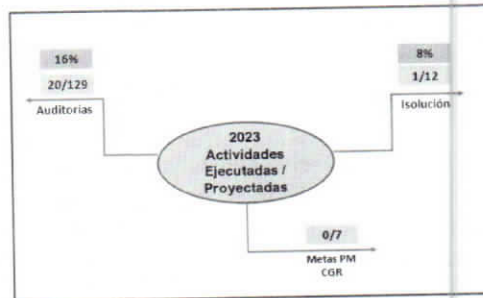 16%
20/129
Auditorias
8%
1/12
Isolución
2023
Actividades
Ejecutadas /
Proyectadas
0/7
Metas PM
CGR